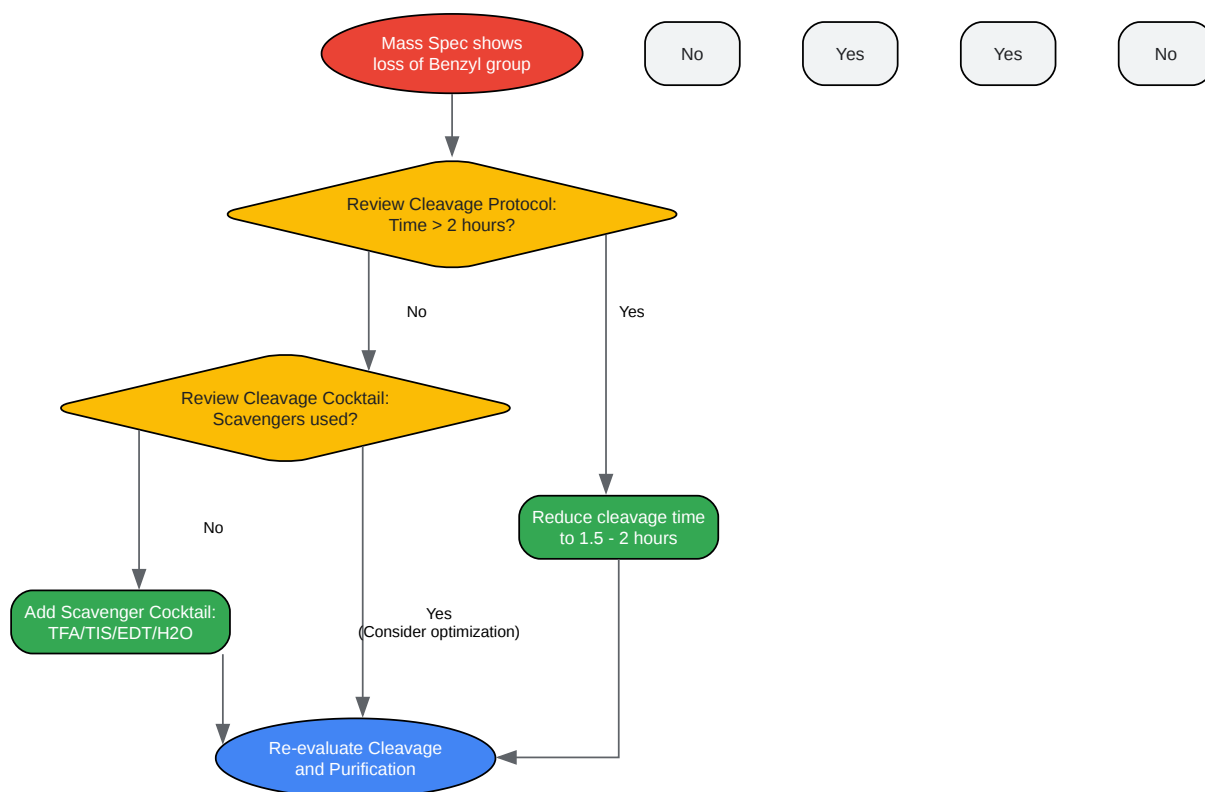 Mass Spec shows
loss of Benzyl group
No
Yes
Yes
No
Review Cleavage Protocol:
Time > 2 hours?
No
Yes
Review Cleavage Cocktail:
Scavengers used?
No
Reduce cleavage time
to 1.5 - 2 hours
Add Scavenger Cocktail:
TFA/TIS/EDT/H2O
Yes
(Consider optimization)
Re-evaluate Cleavage
and Purification